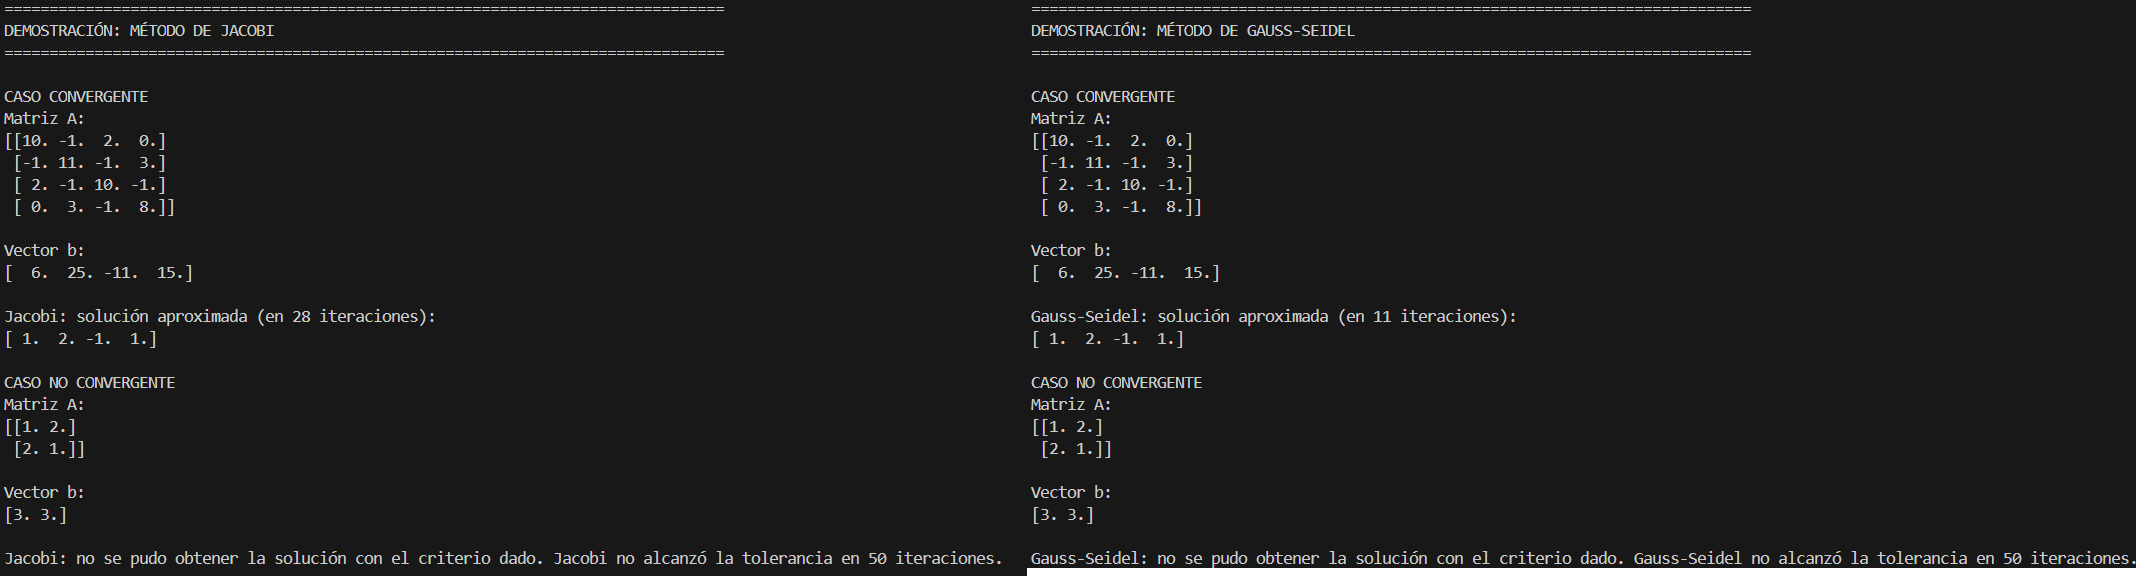 ================================================================================
DEMOSTRACIÓN: MÉTODO DE JACOBI
================================================================================
CASO CONVERGENTE
Matriz A:
[[10. -1.  2.  0.]
 [-1. 11. -1.  3.]
 [ 2. -1. 10. -1.]
 [ 0.  3. -1.  8.]]
Vector b:
[  6.  25. -11.  15.]
Jacobi: solución aproximada (en 28 iteraciones):
[ 1.  2. -1.  1.]
CASO NO CONVERGENTE
Matriz A:
[[1. 2.]
 [2. 1.]]
Vector b:
[3. 3.]
Jacobi: no se pudo obtener la solución con el criterio dado. Jacobi no alcanzó la tolerancia en 50 iteraciones.
================================================================================
DEMOSTRACIÓN: MÉTODO DE GAUSS-SEIDEL
================================================================================
CASO CONVERGENTE
Matriz A:
[[10. -1.  2.  0.]
 [-1. 11. -1.  3.]
 [ 2. -1. 10. -1.]
 [ 0.  3. -1.  8.]]
Vector b:
[  6.  25. -11.  15.]
Gauss-Seidel: solución aproximada (en 11 iteraciones):
[ 1.  2. -1.  1.]
CASO NO CONVERGENTE
Matriz A:
[[1. 2.]
 [2. 1.]]
Vector b:
[3. 3.]
Gauss-Seidel: no se pudo obtener la solución con el criterio dado. Gauss-Seidel no alcanzó la tolerancia en 50 iteraciones.